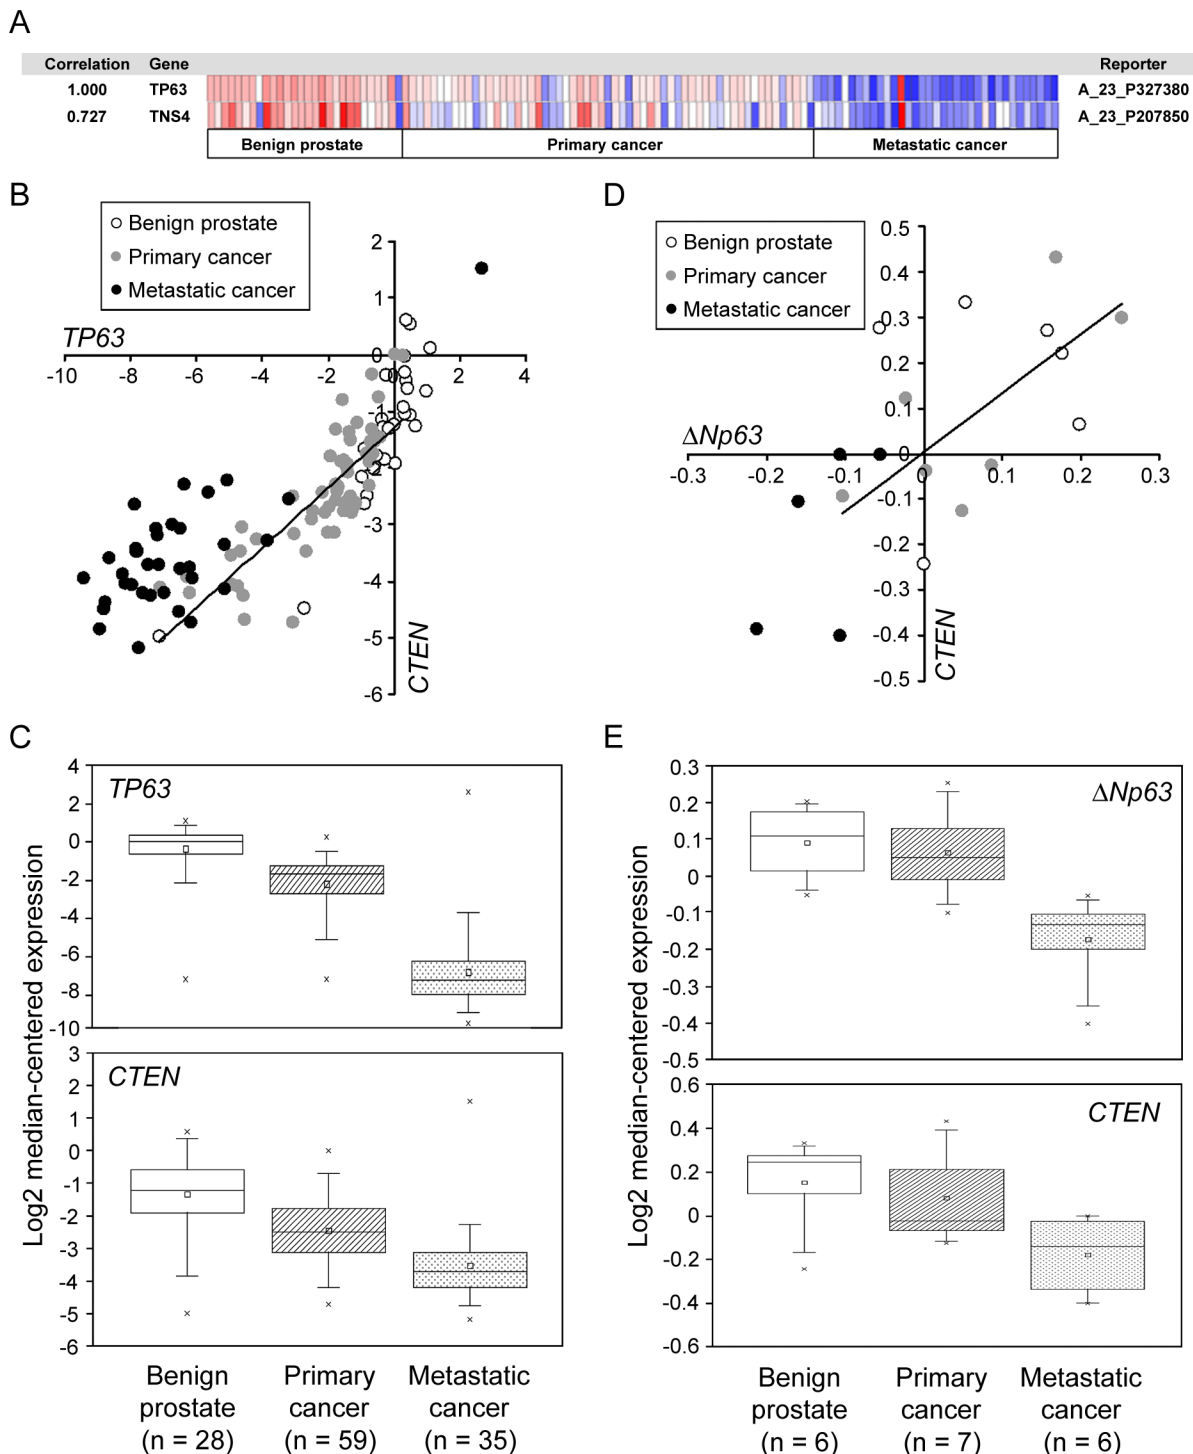 A
Correlation Gene Reporter
1.000 TP63 A_23_P327380
0.727 TNS4 A_23_P207850
Benign prostate Primary cancer Metastatic cancer
B
Benign prostate
Primary cancer
Metastatic cancer
TP63
2
1
0
-1
-2
-3
-4
-5
-6
-10 -8 -6 -4 -2 0 2 4
CTEN
D
Benign prostate
Primary cancer
Metastatic cancer
ΔNp63
0.5
0.4
0.3
0.2
0.1
0
-0.1
-0.2
-0.3
-0.4
-0.5
-0.3 -0.2 -0.1 0 0.1 0.2 0.3
CTEN
C
Log2 median-centered expression
TP63
4
2
0
-2
-4
-6
-8
-10
CTEN
3
2
1
0
-1
-2
-3
-4
-5
-6
Benign Primary Metastatic
prostate cancer cancer
(n = 28) (n = 59) (n = 35)
E
Log2 median-centered expression
ΔNp63
0.3
0.2
0.1
0
-0.1
-0.2
-0.3
-0.4
-0.5
CTEN
0.6
0.4
0.2
0
-0.2
-0.4
-0.6
Benign Primary Metastatic
prostate cancer cancer
(n = 6) (n = 7) (n = 6)